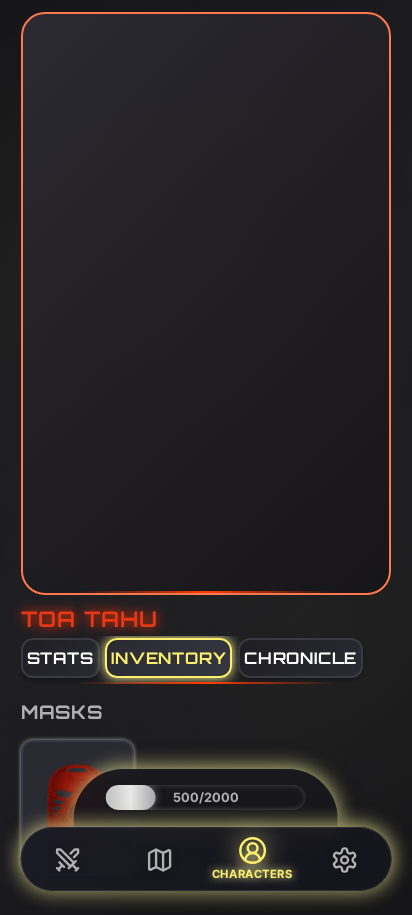 TOA TAHU
STATS INVENTORY CHRONICLE
MASKS
500/2000
CHARACTERS